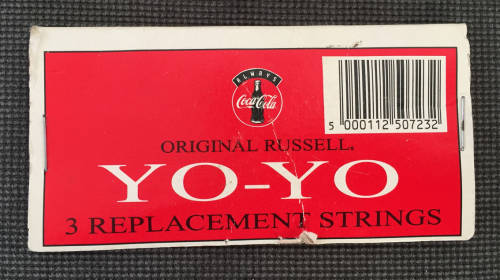 ALWAYS
Coca-Cola
5 000112 507232
ORIGINAL RUSSELL®
YO-YO
3 REPLACEMENT STRINGS